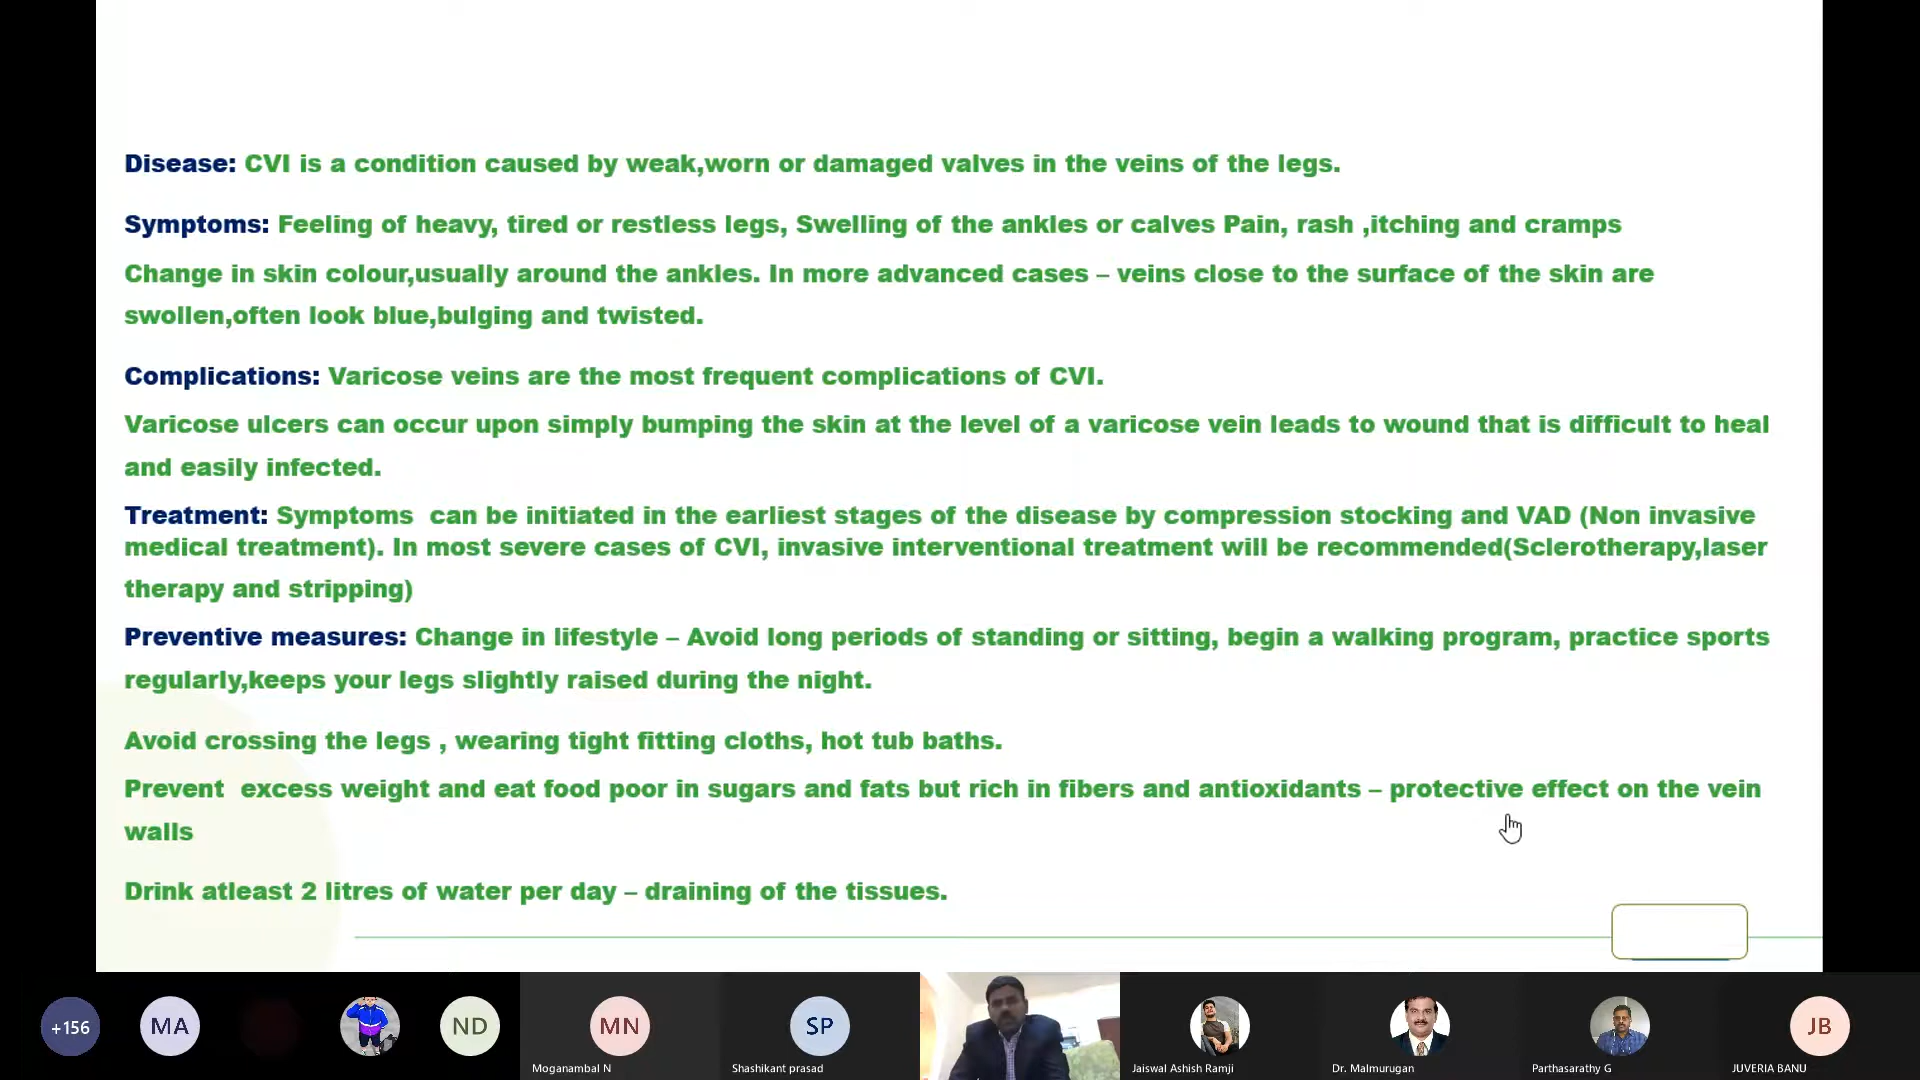 Disease: CVI is a condition caused by weak,worn or damaged valves in the veins of the legs.
Symptoms: Feeling of heavy, tired or restless legs, Swelling of the ankles or calves Pain, rash ,itching and cramps
Change in skin colour,usually around the ankles. In more advanced cases – veins close to the surface of the skin are
swollen,often look blue,bulging and twisted.
Complications: Varicose veins are the most frequent complications of CVI.
Varicose ulcers can occur upon simply bumping the skin at the level of a varicose vein leads to wound that is difficult to heal
and easily infected.
Treatment: Symptoms  can be initiated in the earliest stages of the disease by compression stocking and VAD (Non invasive
medical treatment). In most severe cases of CVI, invasive interventional treatment will be recommended(Sclerotherapy,laser
therapy and stripping)
Preventive measures: Change in lifestyle – Avoid long periods of standing or sitting, begin a walking program, practice sports
regularly,keeps your legs slightly raised during the night.
Avoid crossing the legs , wearing tight fitting cloths, hot tub baths.
Prevent  excess weight and eat food poor in sugars and fats but rich in fibers and antioxidants – protective effect on the vein
walls
Drink atleast 2 litres of water per day – draining of the tissues.
+156 MA ND MN SP JB
Moganambal N Shashikant prasad Jaiswal Ashish Ramji Dr. Malmurugan Parthasarathy G JUVERIA BANU